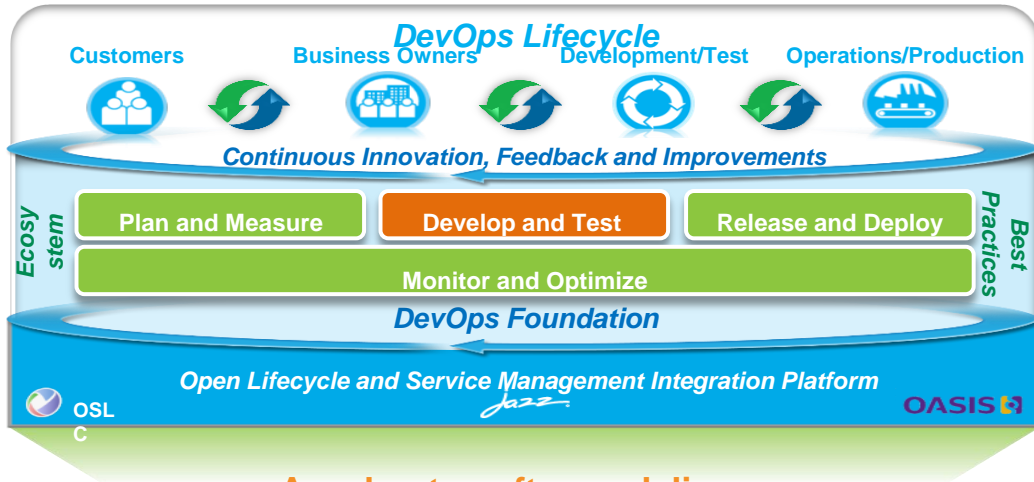 DevOps Lifecycle
Customers
Business Owners
Development/Test
Operations/Production
Continuous Innovation, Feedback and Improvements
Ecosy
stem
Plan and Measure
Develop and Test
Release and Deploy
Best
Practices
Monitor and Optimize
DevOps Foundation
Open Lifecycle and Service Management Integration Platform
Jazz
OSL
C
OASIS